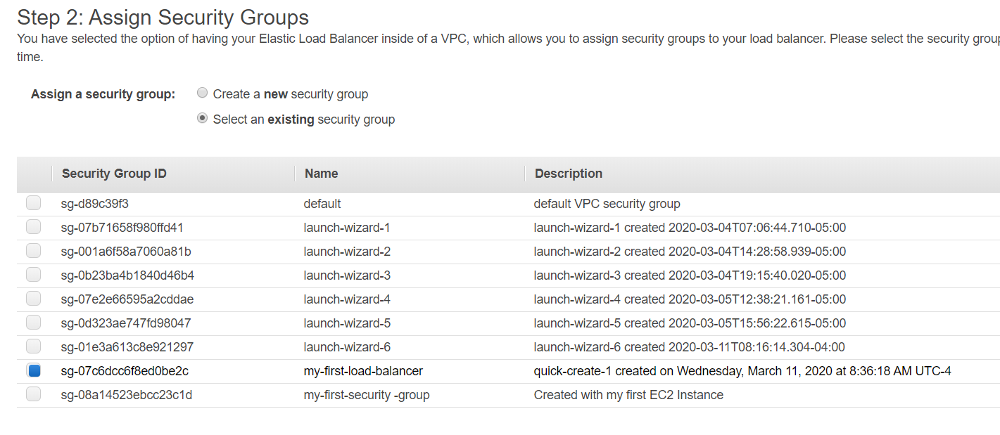 Step 2: Assign Security Groups
You have selected the option of having your Elastic Load Balancer inside of a VPC, which allows you to assign security groups to your load balancer. Please select the security group
time.
Assign a security group: Create a new security group
Select an existing security group
Security Group ID Name Description
sg-d89c39f3 default default VPC security group
sg-07b71658f980ffd41 launch-wizard-1 launch-wizard-1 created 2020-03-04T07:06:44.710-05:00
sg-001a6f58a7060a81b launch-wizard-2 launch-wizard-2 created 2020-03-04T14:28:58.939-05:00
sg-0b23ba4b1840d46b4 launch-wizard-3 launch-wizard-3 created 2020-03-04T19:15:40.020-05:00
sg-07e2e66595a2cddae launch-wizard-4 launch-wizard-4 created 2020-03-05T12:38:21.161-05:00
sg-0d323ae747fd98047 launch-wizard-5 launch-wizard-5 created 2020-03-05T15:56:22.615-05:00
sg-01e3a613c8e921297 launch-wizard-6 launch-wizard-6 created 2020-03-11T08:16:14.304-04:00
sg-07c6dcc6f8ed0be2c my-first-load-balancer quick-create-1 created on Wednesday, March 11, 2020 at 8:36:18 AM UTC-4
sg-08a14523ebcc23c1d my-first-security -group Created with my first EC2 Instance